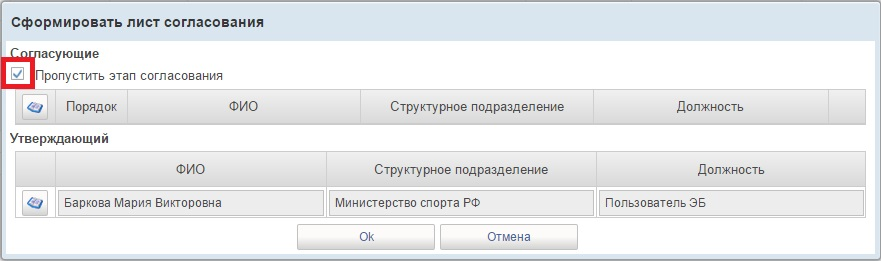 Сформировать лист согласования
Согласующие
Пропустить этап согласования
Порядок ФИО Структурное подразделение Должность
Утверждающий
ФИО Структурное подразделение Должность
Баркова Мария Викторовна Министерство спорта РФ Пользователь ЭБ
Ok Отмена